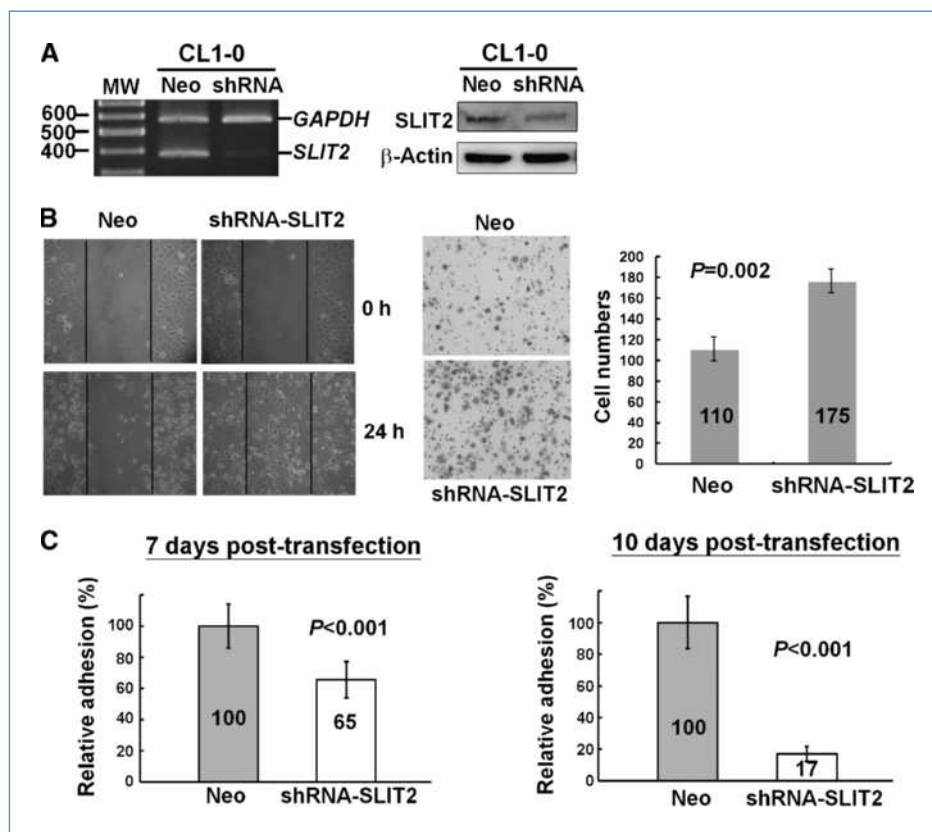 A
CL1-0
MW Neo shRNA
600
500
400
GAPDH
SLIT2
CL1-0
Neo shRNA
SLIT2
β-Actin
B
Neo shRNA-SLIT2
0 h
24 h
Neo
shRNA-SLIT2
P=0.002
Cell numbers
200
180
160
140
120
100
80
60
40
20
0
110 175
Neo shRNA-SLIT2
C
7 days post-transfection
Relative adhesion (%)
100
80
60
40
20
0
P<0.001
100 65
Neo shRNA-SLIT2
10 days post-transfection
Relative adhesion (%)
100
80
60
40
20
0
P<0.001
100 17
Neo shRNA-SLIT2